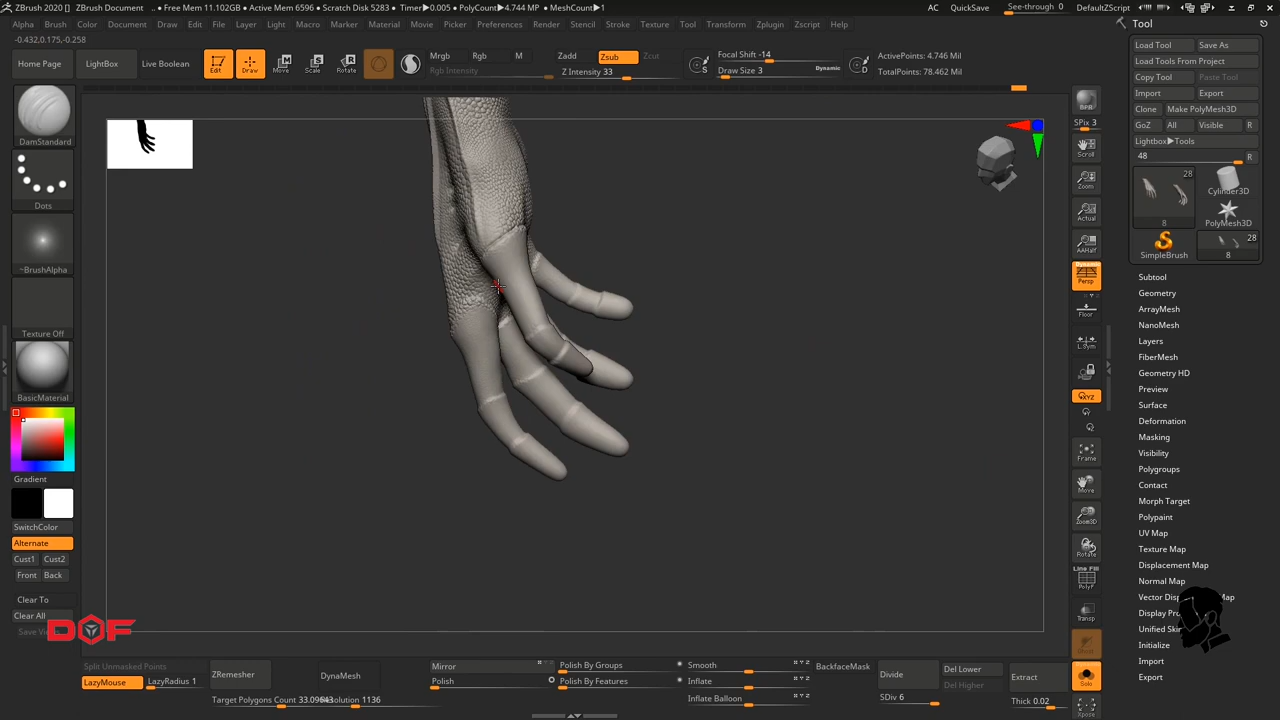 ZBrush 2020 [] ZBrush Document .. • Free Mem 11.102GB • Active Mem 6596 • Scratch Disk 5283 • Timer▸0.005 • PolyCount▸4.744 MP • MeshCount▸1 AC QuickSave See-through 0 DefaultZScript
Alpha Brush Color Document Draw Edit File Layer Light Macro Marker Material Movie Picker Preferences Render Stencil Stroke Texture Tool Transform Zplugin Zscript Help
-0.432,0.175,-0.258
Home Page LightBox Live Boolean Edit Draw Move Scale Rotate
Mrgb Rgb M
Rgb Intensity
Zadd Zsub Zcut
Z Intensity 33
Focal Shift -14
Draw Size 3 Dynamic
S D
ActivePoints: 4.746 Mil
TotalPoints: 78.462 Mil
DamStandard
Dots
~BrushAlpha
Texture Off
BasicMaterial
Gradient
SwitchColor
Alternate
Cust1 Cust2
Front Back
Clear To
Clear All
DOF
BPR
SPix 3
Scroll
Zoom
Actual
AAHalf
Dynamic
Persp
Floor
L.Sym
XYZ
Frame
Move
Zoom3D
Rotate
Line Fill
PolyF
Transp
Solo
Xpose
Tool
Load Tool Save As
Load Tools From Project
Copy Tool Paste Tool
Import Export
Clone Make PolyMesh3D
GoZ All Visible R
Lightbox▸Tools
48 R
28
8
Cylinder3D
PolyMesh3D
SimpleBrush
28
8
Subtool
Geometry
ArrayMesh
NanoMesh
Layers
FiberMesh
Geometry HD
Preview
Surface
Deformation
Masking
Visibility
Polygroups
Contact
Morph Target
Polypaint
UV Map
Texture Map
Displacement Map
Normal Map
Initialize
Import
Export
Split Unmasked Points
LazyMouse LazyRadius 1
ZRemesher
DynaMesh
Mirror
Polish
Polish By Groups
Polish By Features
Smooth
Inflate
Inflate Balloon
BackfaceMask
Divide
SDiv 6
Del Lower
Del Higher
Extract
Thick 0.02